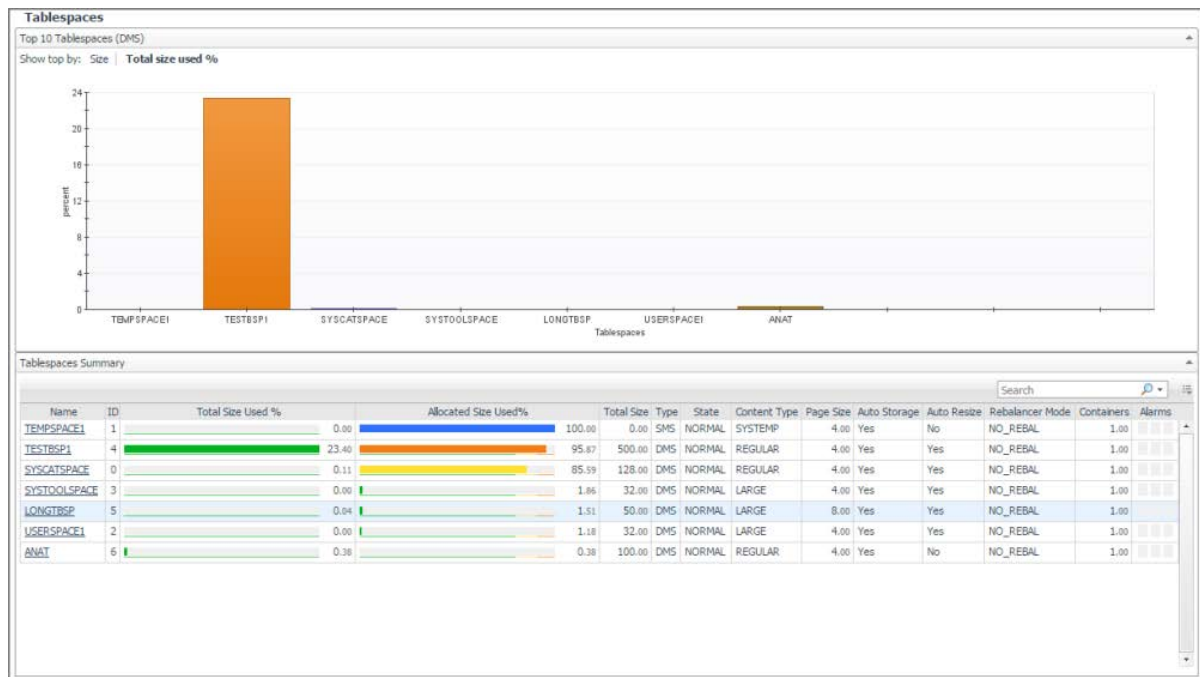 Tablespaces
Top 10 Tablespaces (DMS)
Show top by: Size | Total size used %
24
20
16
12
8
4
0
percent
TEMPSPACE1 TESTBSP1 SYSCATSPACE SYSTOOLSPACE LONGTBSP USERSPACE1 ANAT
Tablespaces
Tablespaces Summary
Search
Name ID Total Size Used % Allocated Size Used% Total Size Type State Content Type Page Size Auto Storage Auto Resize Rebalancer Mode Containers Alarms
TEMPSPACE1 1 0.00 100.00 0.00 SMS NORMAL SYSTEMP 4.00 Yes No NO_REBAL 1.00
TESTBSP1 4 23.40 95.87 500.00 DMS NORMAL REGULAR 4.00 Yes Yes NO_REBAL 1.00
SYSCATSPACE 0 0.11 85.59 128.00 DMS NORMAL REGULAR 4.00 Yes Yes NO_REBAL 1.00
SYSTOOLSPACE 3 0.00 1.86 32.00 DMS NORMAL LARGE 4.00 Yes Yes NO_REBAL 1.00
LONGTBSP 5 0.04 1.51 50.00 DMS NORMAL LARGE 8.00 Yes Yes NO_REBAL 1.00
USERSPACE1 2 0.00 1.18 32.00 DMS NORMAL LARGE 4.00 Yes Yes NO_REBAL 1.00
ANAT 6 0.38 0.38 100.00 DMS NORMAL REGULAR 4.00 Yes No NO_REBAL 1.00